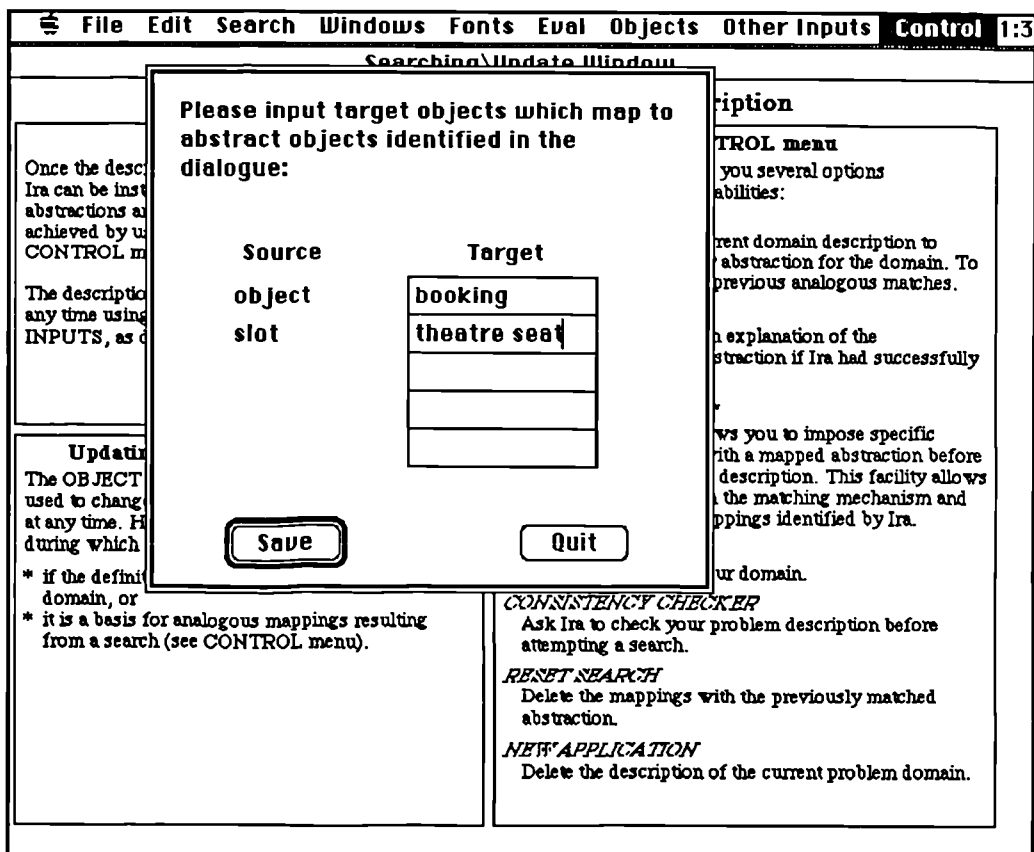 File Edit Search Windows Fonts Eval Objects Other Inputs Control 1:3
Searching\Update Window
Please input target objects which map to
abstract objects identified in the
dialogue:
Source Target
object booking
slot theatre seat
Save Quit
Once the desc
Ira can be inst
abstractions a
achieved by u
CONTROL m
The descriptio
any time using
INPUTS, as d
Updatin
The OBJECT
used to chang
at any time. H
during which
* if the definit
domain, or
* it is a basis for analogous mappings resulting
from a search (see CONTROL menu).
ription
TROL menu
you several options
abilities:
rent domain description to
abstraction for the domain. To
previous analogous matches.
explanation of the
straction if Ira had successfully
ws you to impose specific
ith a mapped abstraction before
description. This facility allows
the matching mechanism and
ppings identified by Ira.
ur domain.
CONSISTENCY CHECKER
Ask Ira to check your problem description before
attempting a search.
RESET SEARCH
Delete the mappings with the previously matched
abstraction.
NEW APPLICATION
Delete the description of the current problem domain.